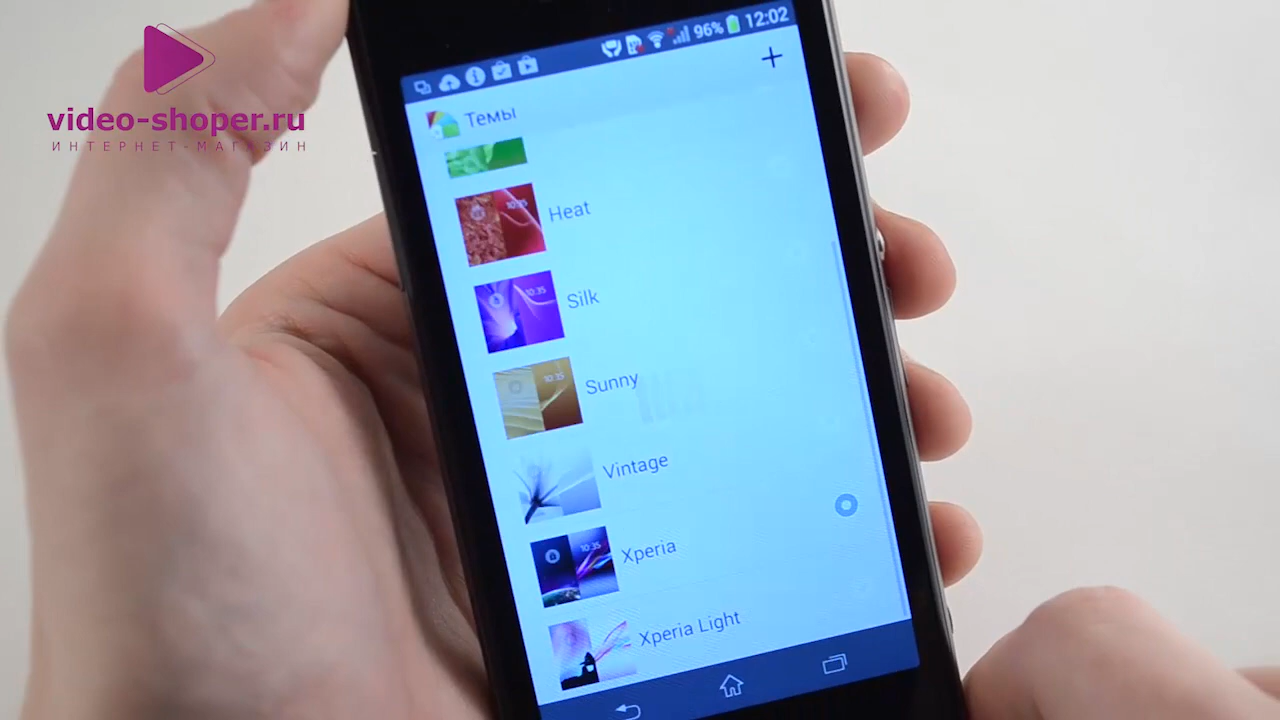 video-shoper.ru
ИНТЕРНЕТ-МАГАЗИН
96% 12:02
Темы
Heat
10:35
Silk
10:35
Sunny
10:35
Vintage
Xperia
10:35
Xperia Light